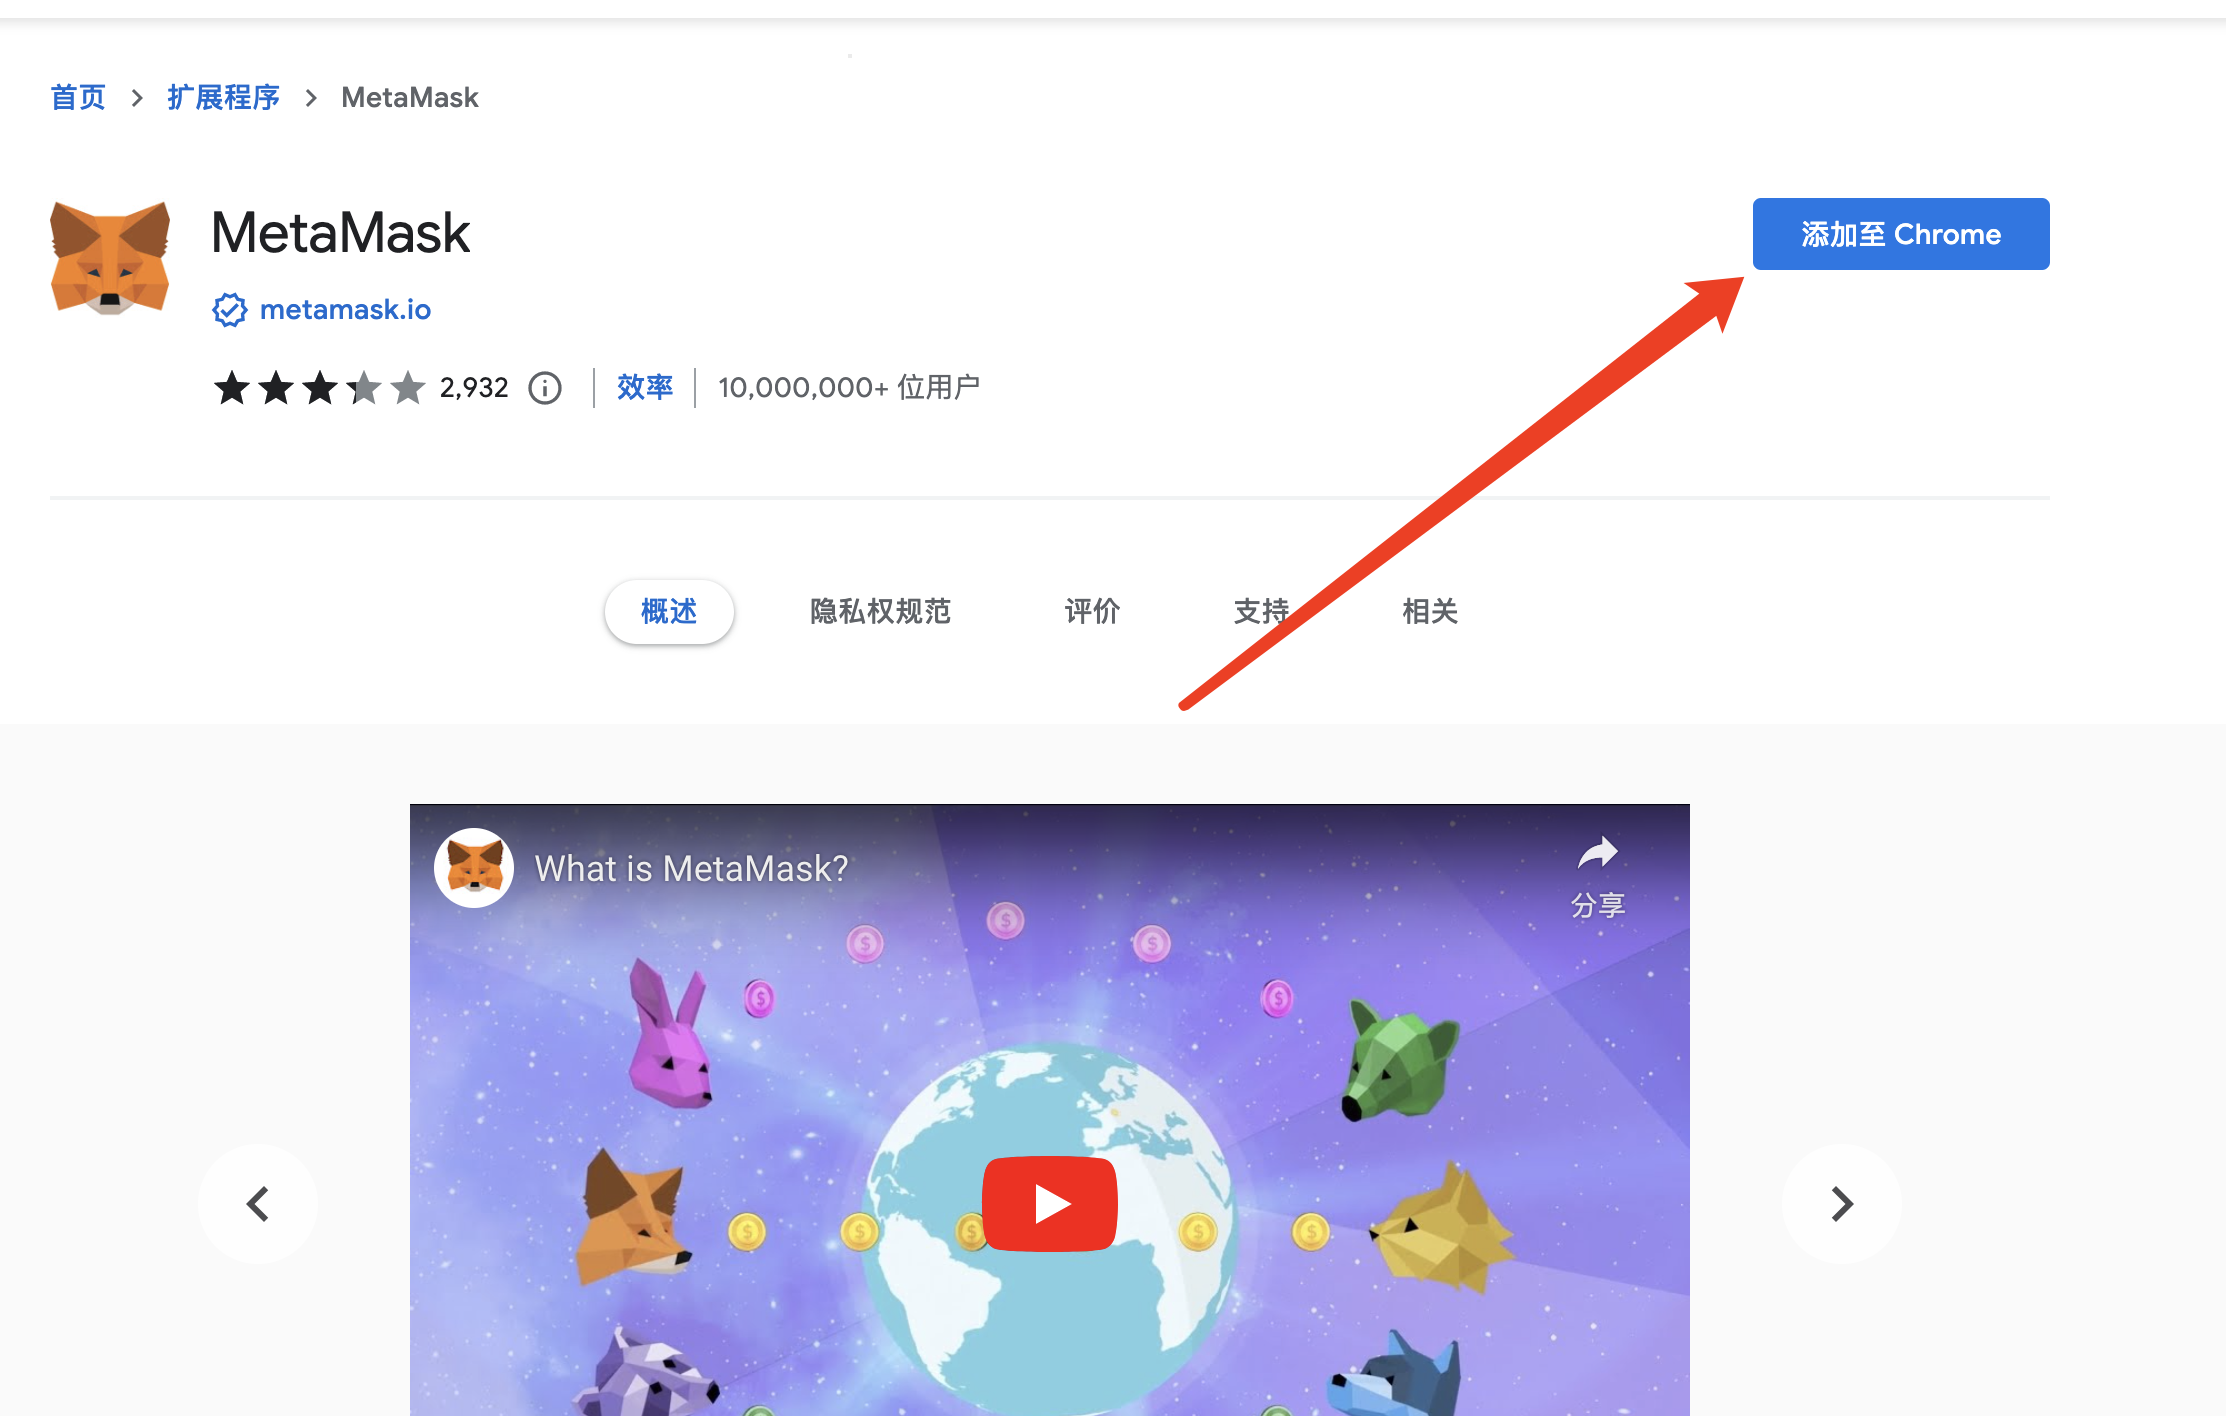 首页 > 扩展程序 > MetaMask
MetaMask
添加至 Chrome
metamask.io
2,932 效率 10,000,000+ 位用户
概述 隐私权规范 评价 支持 相关
What is MetaMask?
分享